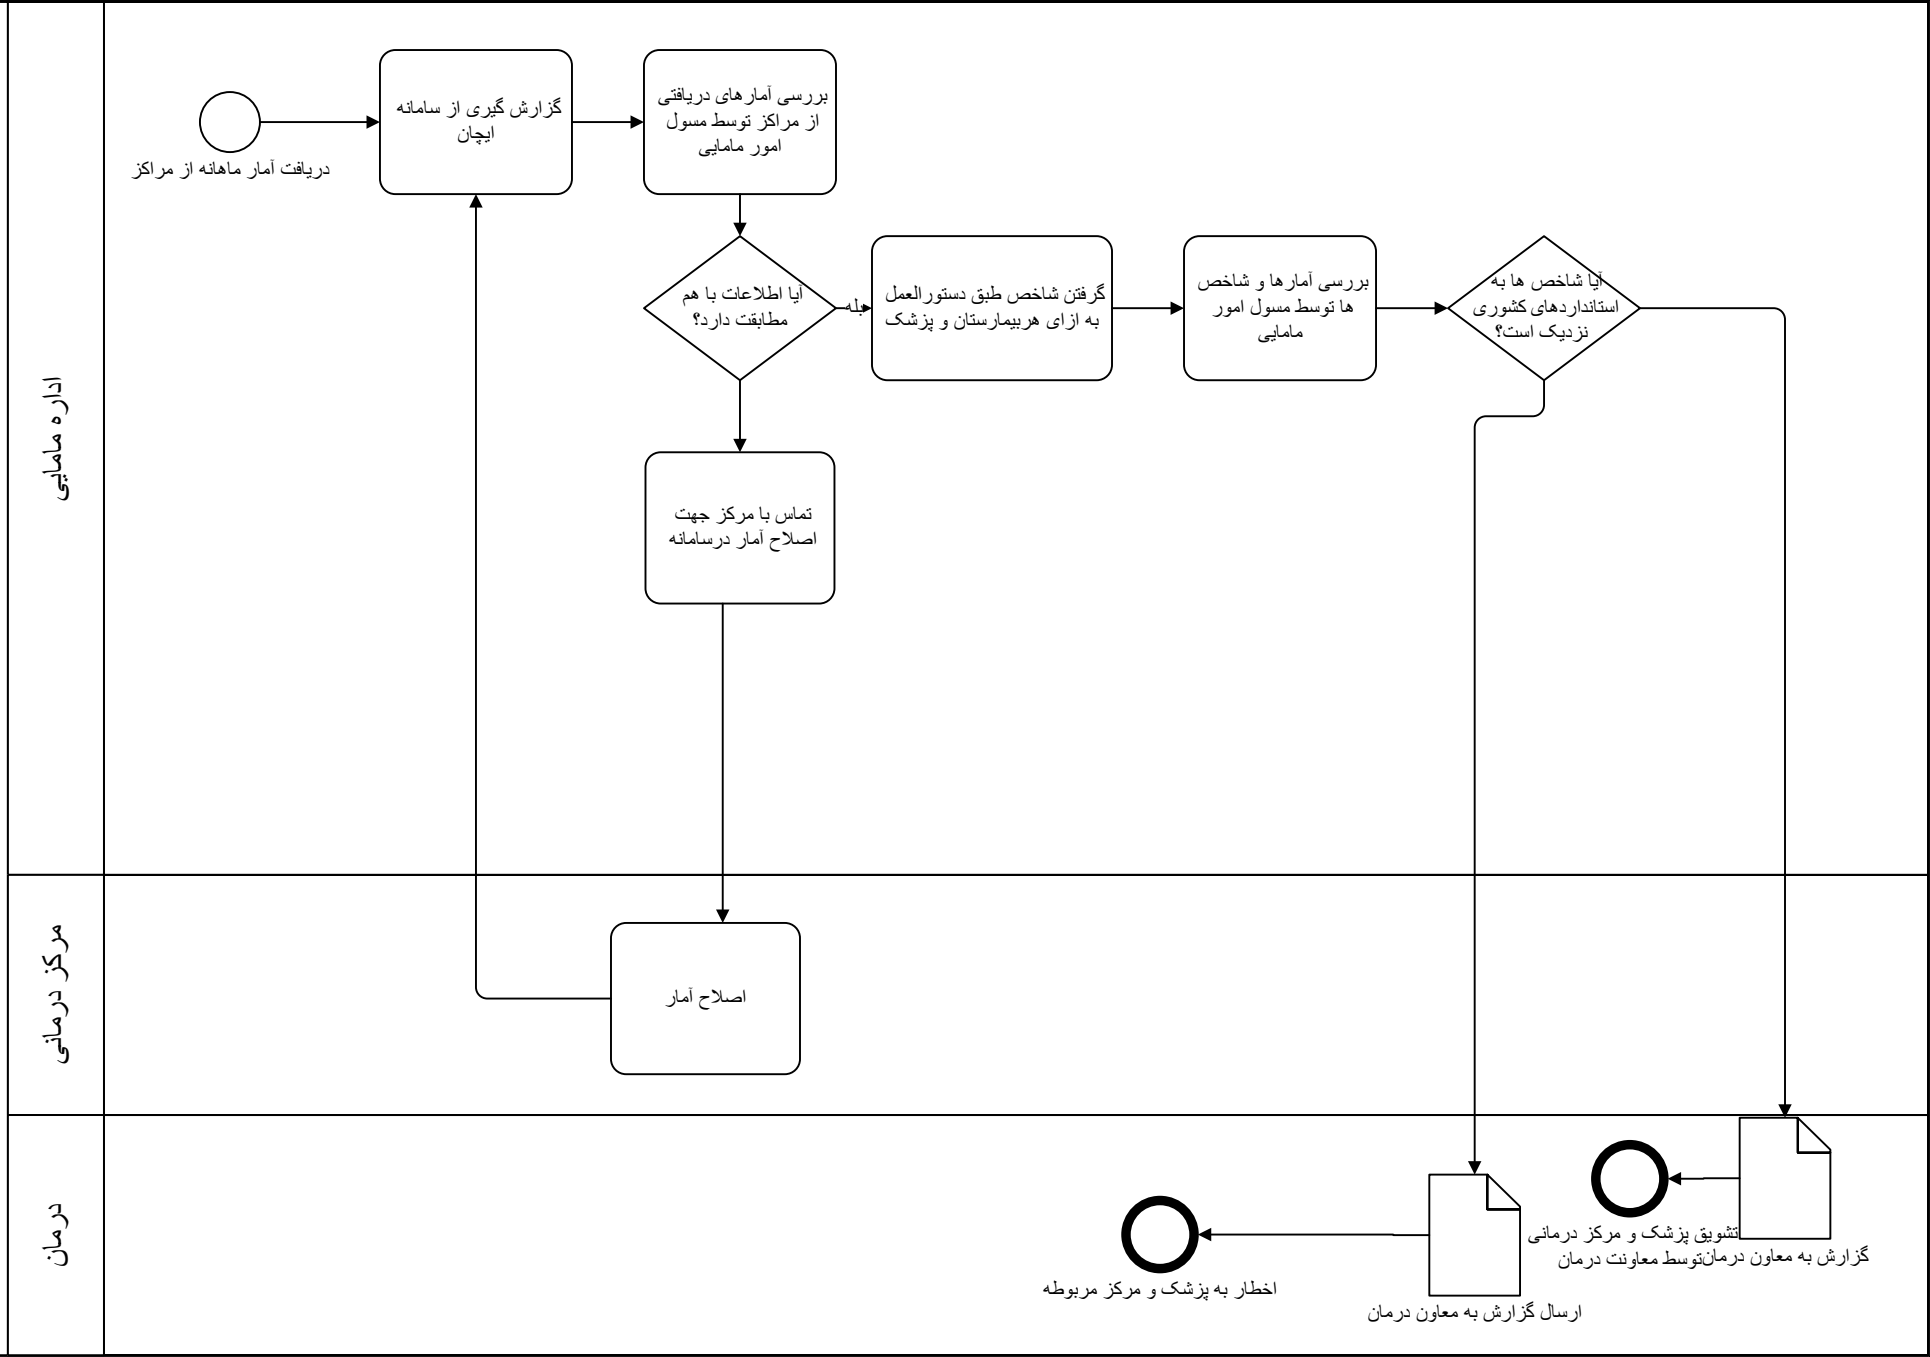 اداره مامایی
دریافت آمار ماهانه از مراکز
گزارش گیری از سامانه
ایچان
بررسی آمارهای دریافتی
از مراکز توسط مسول
امور مامایی
آیا اطلاعات با هم
مطابقت دارد؟
بله
گرفتن شاخص طبق دستورالعمل
به ازای هربیمارستان و پزشک
بررسی آمارها و شاخص
ها توسط مسول امور
مامایی
آیا شاخص ها به
استانداردهای کشوری
نزدیک است؟
تماس با مرکز جهت
اصلاح آمار درسامانه
مرکز درمانی
اصلاح آمار
درمان
اخطار به پزشک و مرکز مربوطه
ارسال گزارش به معاون درمان
تشویق پزشک و مرکز درمانی
توسط معاونت درمان
گزارش به معاون درمان